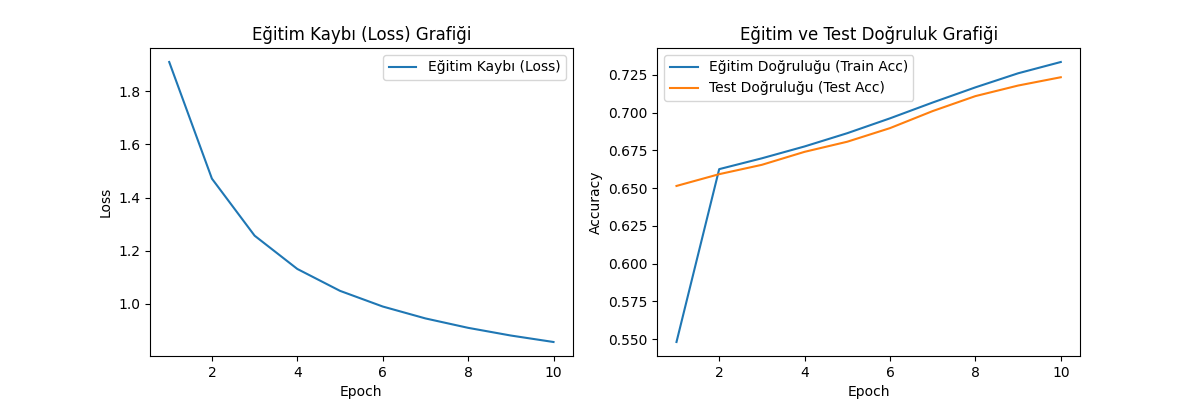 Eğitim Kaybı (Loss) Grafiği
Eğitim Kaybı (Loss)
1.8
1.6
1.4
1.2
1.0
Loss
2
4
6
8
10
Epoch
Eğitim ve Test Doğruluk Grafiği
Eğitim Doğruluğu (Train Acc)
Test Doğruluğu (Test Acc)
0.725
0.700
0.675
0.650
0.625
0.600
0.575
0.550
Accuracy
2
4
6
8
10
Epoch